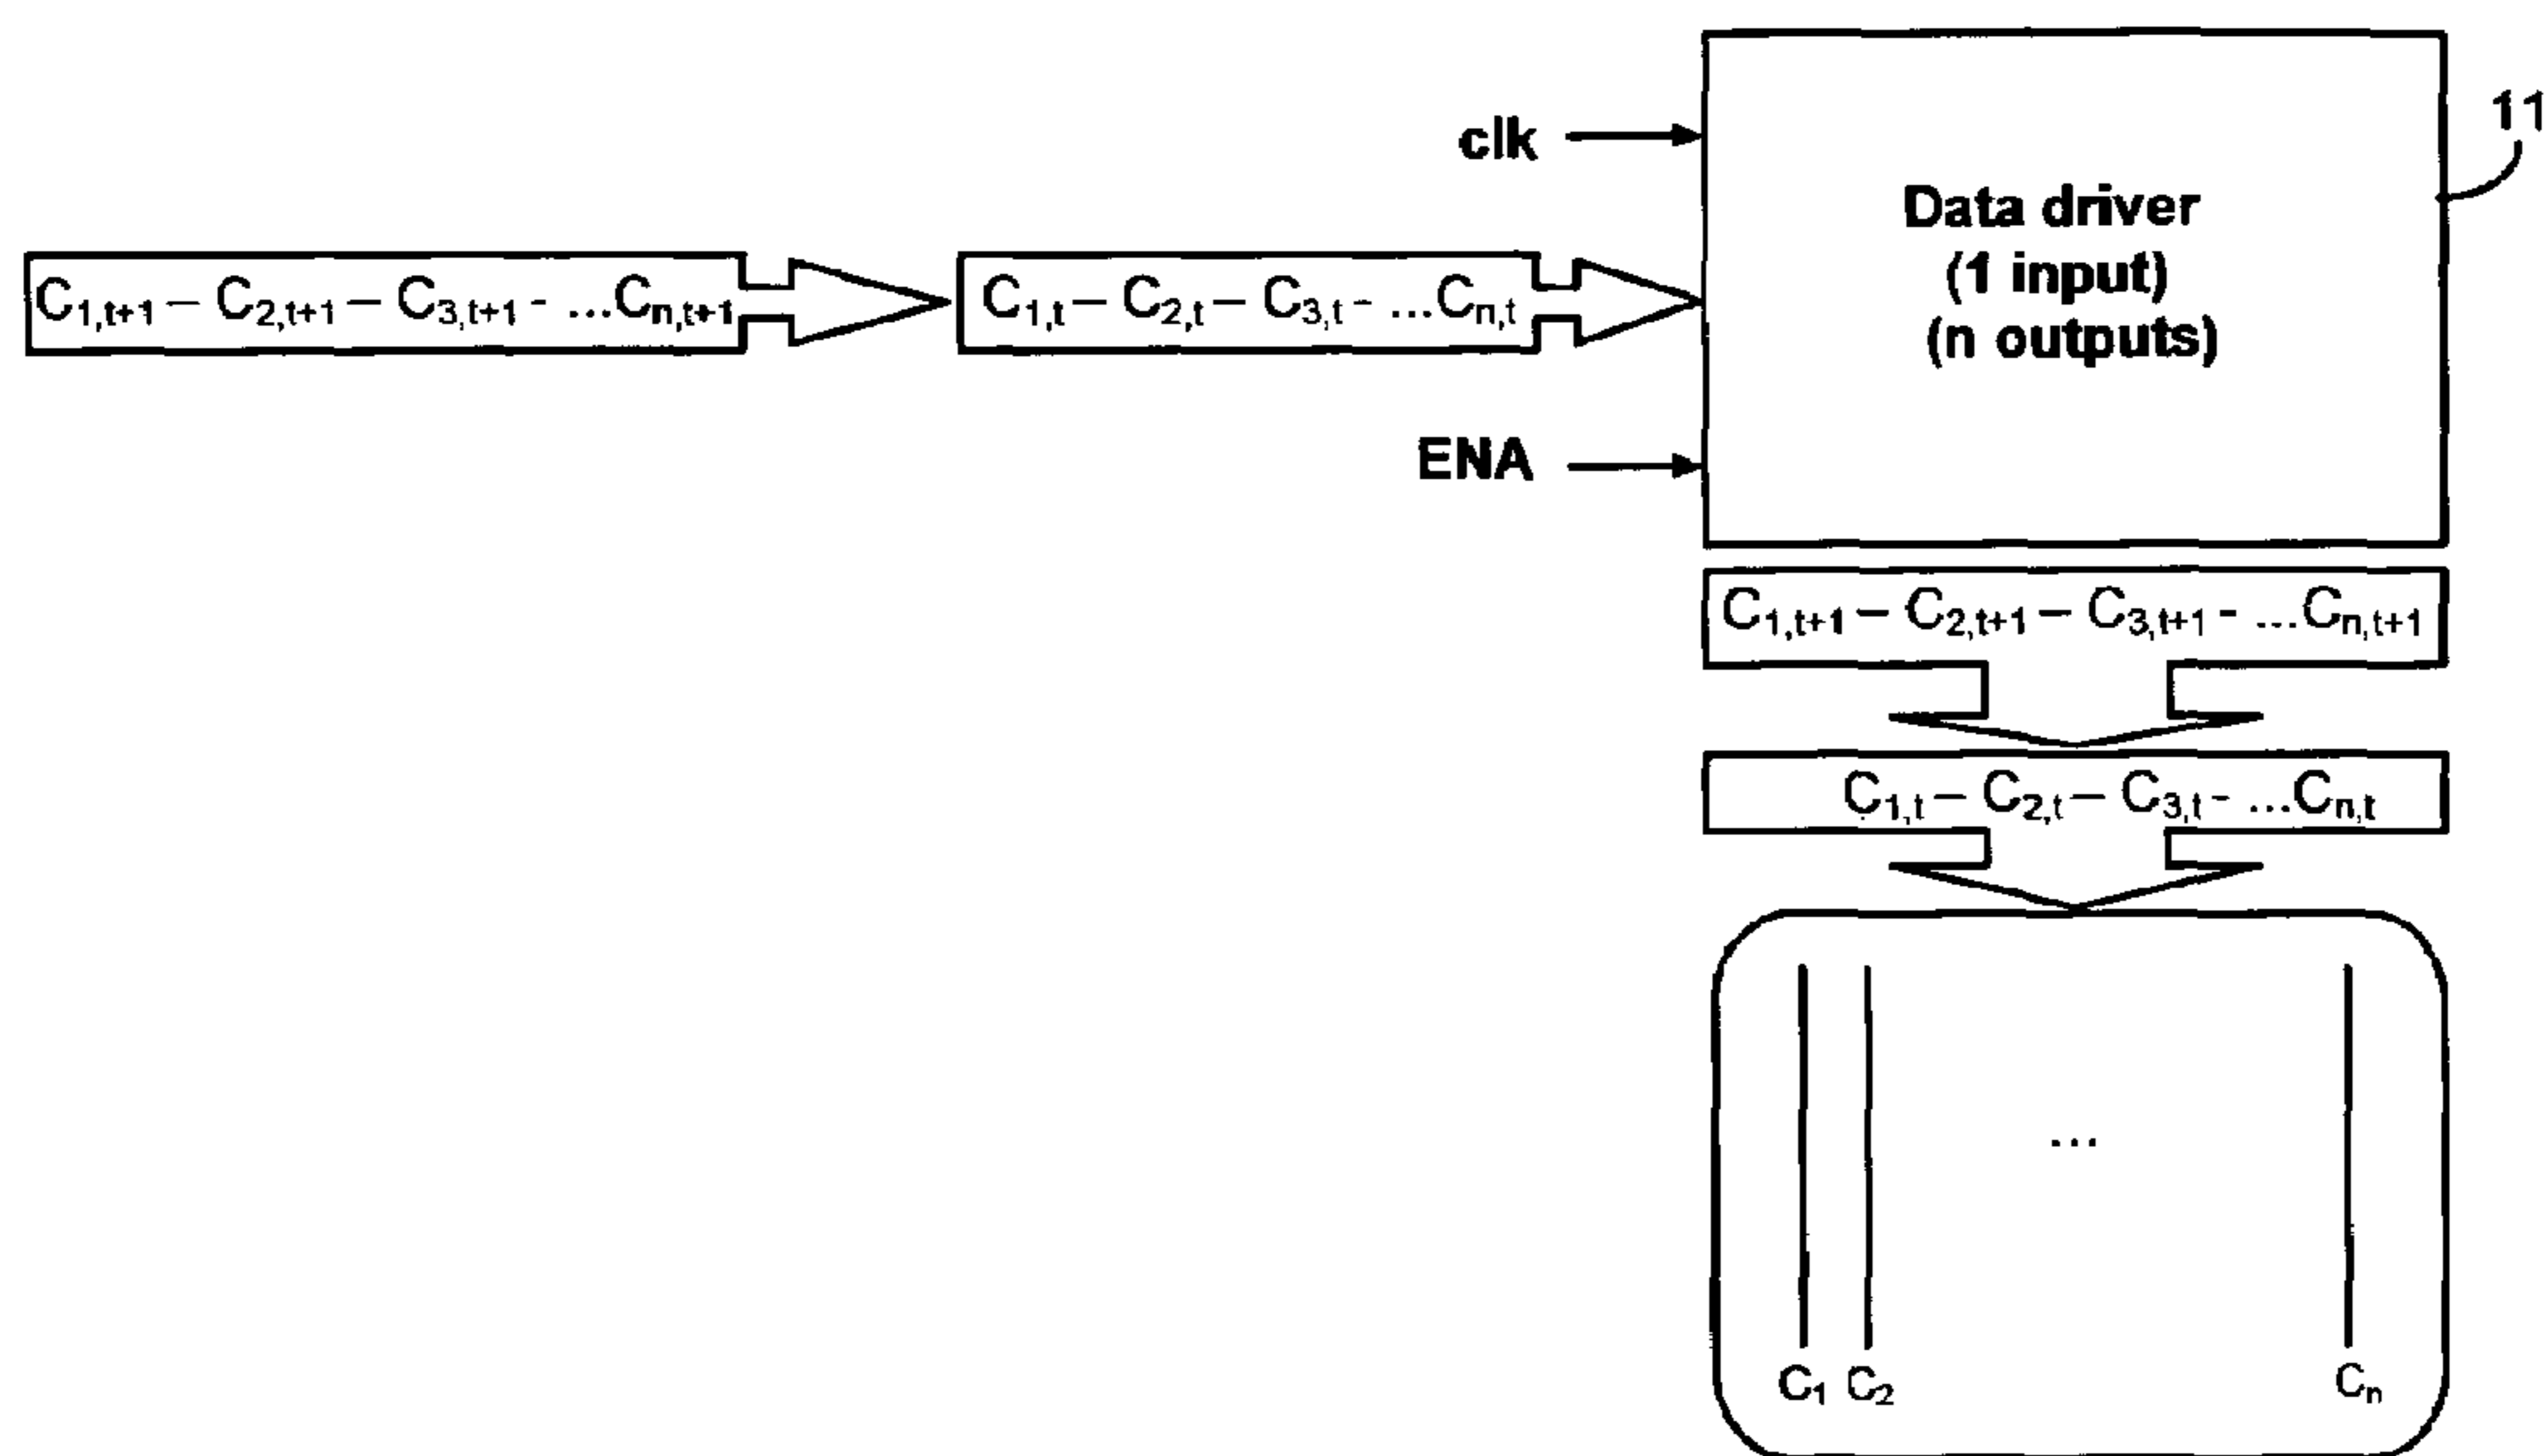 11
clk
Data driver
(1 input)
(n outputs)
C1,t+1 – C2,t+1 – C3,t+1 - ...Cn,t+1
C1,t – C2,t – C3,t - ...Cn,t
ENA
C1,t+1 – C2,t+1 – C3,t+1 - ...Cn,t+1
C1,t – C2,t – C3,t - ...Cn,t
...
C1 C2 Cn